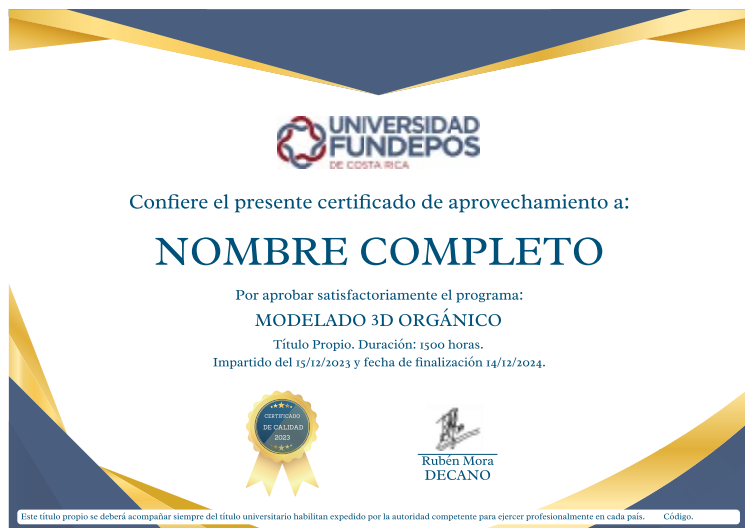 UNIVERSIDAD
FUNDEPOS
DE COSTA RICA
Confiere el presente certificado de aprovechamiento a:
NOMBRE COMPLETO
Por aprobar satisfactoriamente el programa:
MODELADO 3D ORGÁNICO
Título Propio. Duración: 1500 horas.
Impartido del 15/12/2023 y fecha de finalización 14/12/2024.
CERTIFICADO
DE CALIDAD
2023
Rubén Mora
DECANO
Este título propio se deberá acompañar siempre del título universitario habilitan expedido por la autoridad competente para ejercer profesionalmente en cada país. Código.